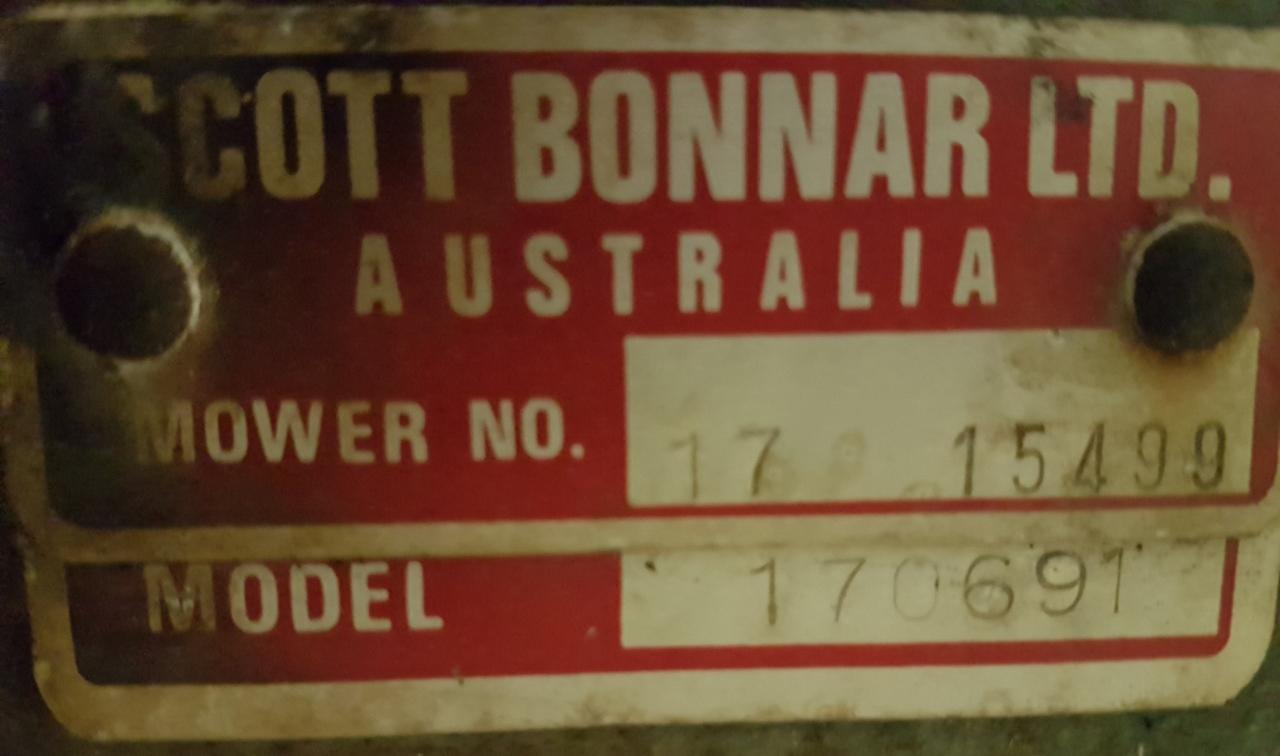 SCOTT BONNAR LTD.
AUSTRALIA
MOWER NO. 17 15499
MODEL 170691